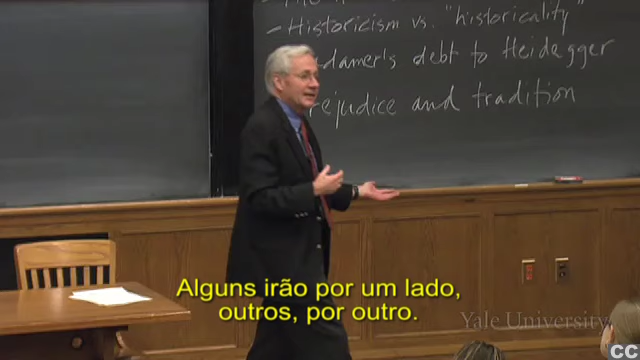 - Historicism vs. "historicality"
damer's debt to Heidegger
rejudice and tradition
Alguns irão por um lado,
outros, por outro.
Yale University
CC